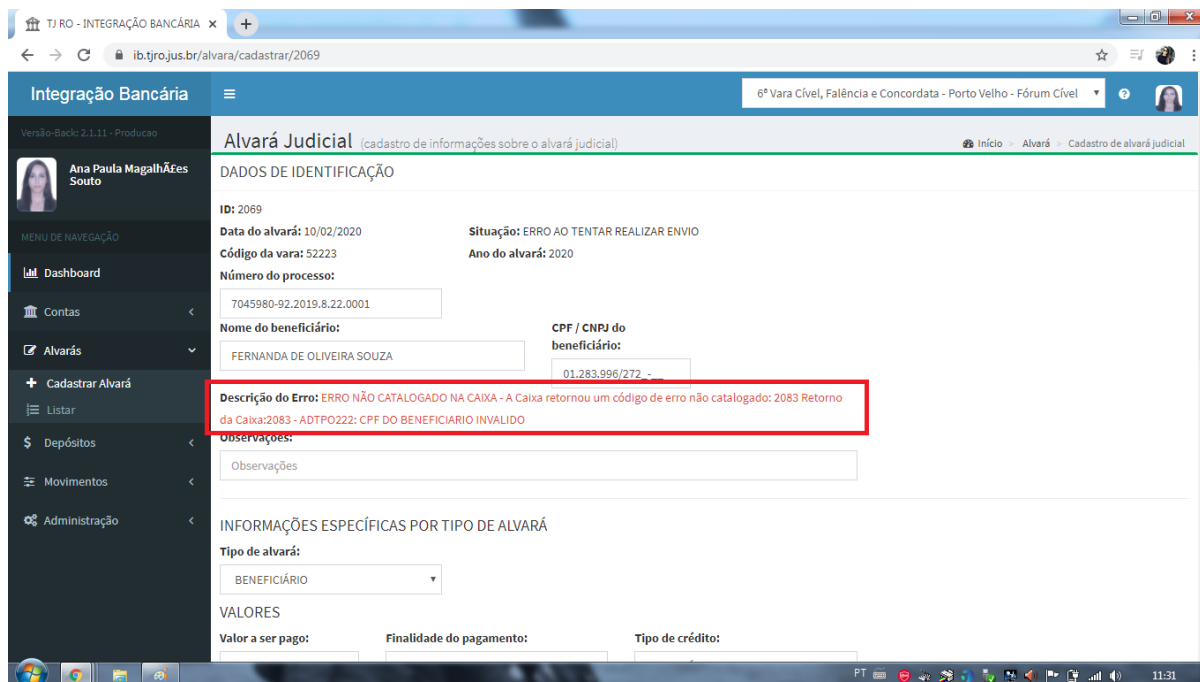 TJ RO - INTEGRAÇÃO BANCÁRIA
ib.tjro.jus.br/alvara/cadastrar/2069
Integração Bancária
6ª Vara Cível, Falência e Concordata - Porto Velho - Fórum Cível
Versão-Back: 2.1.11 - Producao
Alvará Judicial (cadastro de informações sobre o alvará judicial)
Início > Alvará > Cadastro de alvará judicial
Ana Paula MagalhÃ£es
Souto
MENU DE NAVEGAÇÃO
Dashboard
Contas
Alvarás
Cadastrar Alvará
Listar
Depósitos
Movimentos
Administração
DADOS DE IDENTIFICAÇÃO
ID: 2069
Data do alvará: 10/02/2020 Situação: ERRO AO TENTAR REALIZAR ENVIO
Código da vara: 52223 Ano do alvará: 2020
Número do processo:
7045980-92.2019.8.22.0001
Nome do beneficiário:
FERNANDA DE OLIVEIRA SOUZA
CPF / CNPJ do
beneficiário:
01.283.996/272_-__
Descrição do Erro: ERRO NÃO CATALOGADO NA CAIXA - A Caixa retornou um código de erro não catalogado: 2083 Retorno
da Caixa:2083 - ADTPO222: CPF DO BENEFICIARIO INVALIDO
Observações:
Observações
INFORMAÇÕES ESPECÍFICAS POR TIPO DE ALVARÁ
Tipo de alvará:
BENEFICIÁRIO
VALORES
Valor a ser pago: Finalidade do pagamento: Tipo de crédito:
PT 11:31